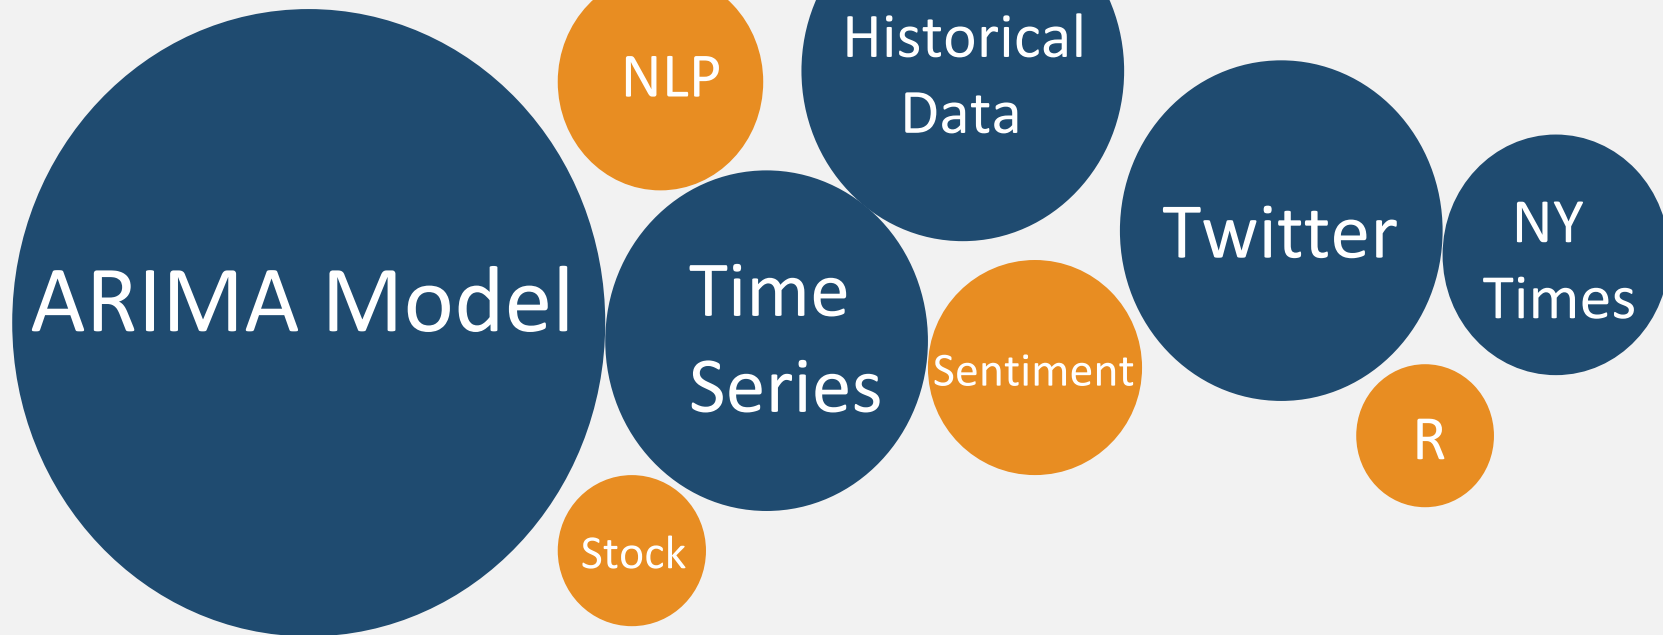 ARIMA Model
NLP
Historical
Data
Time
Series
Stock
Sentiment
Twitter
NY
Times
R